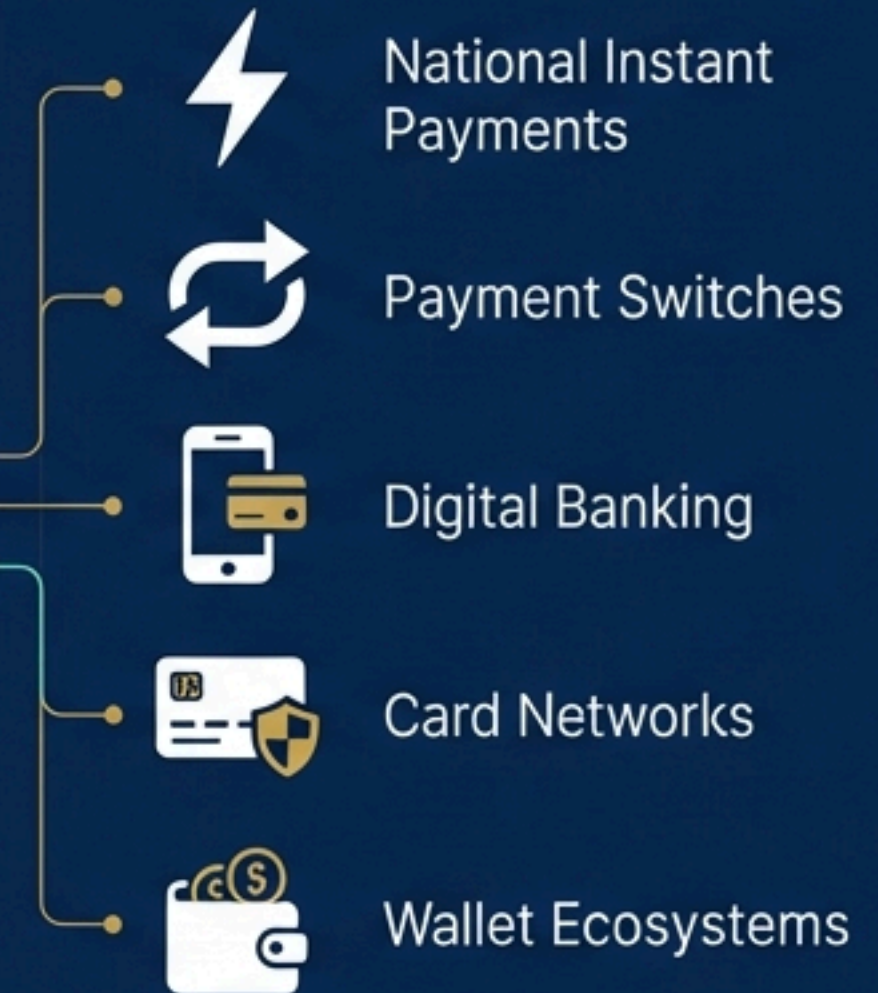 National Instant
Payments
Payment Switches
Digital Banking
Card Networks
C S
Wallet Ecosystems